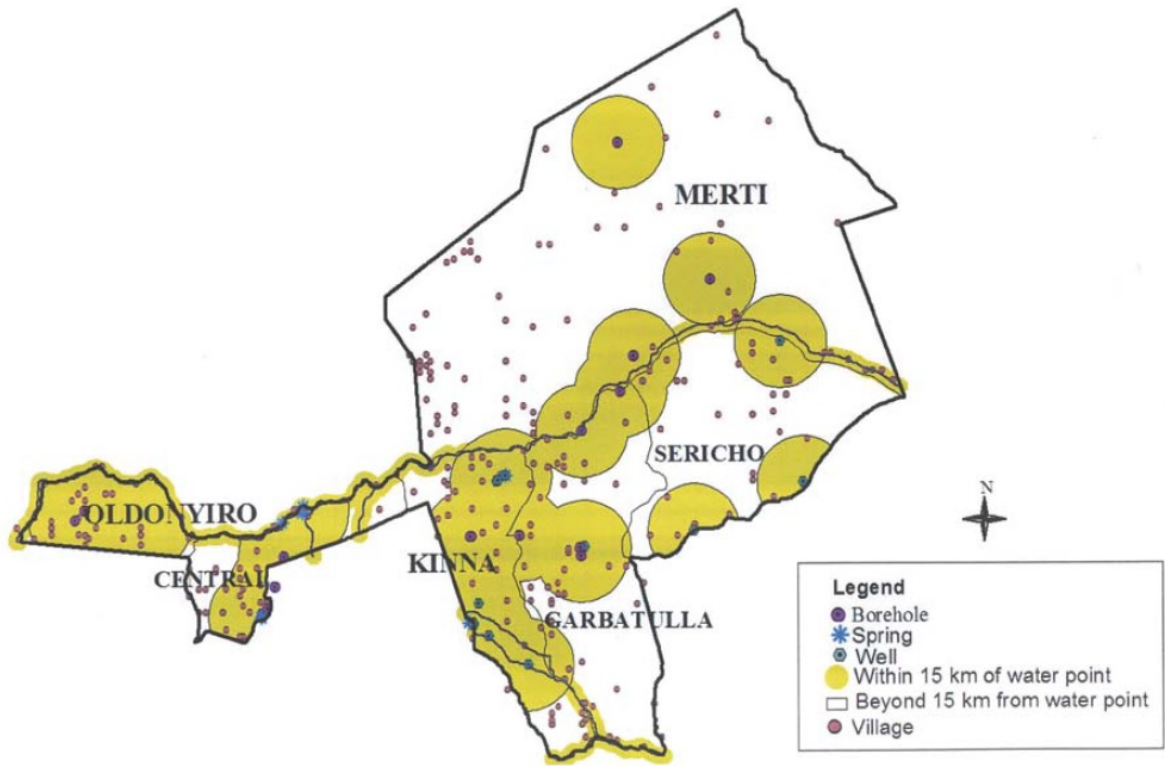 MERTI
SERICHO
OLDONYIRO
N
CENTRAL
KINNA
GARBATULLA
Legend
Borehole
Spring
Well
Within 15 km of water point
Beyond 15 km from water point
Village